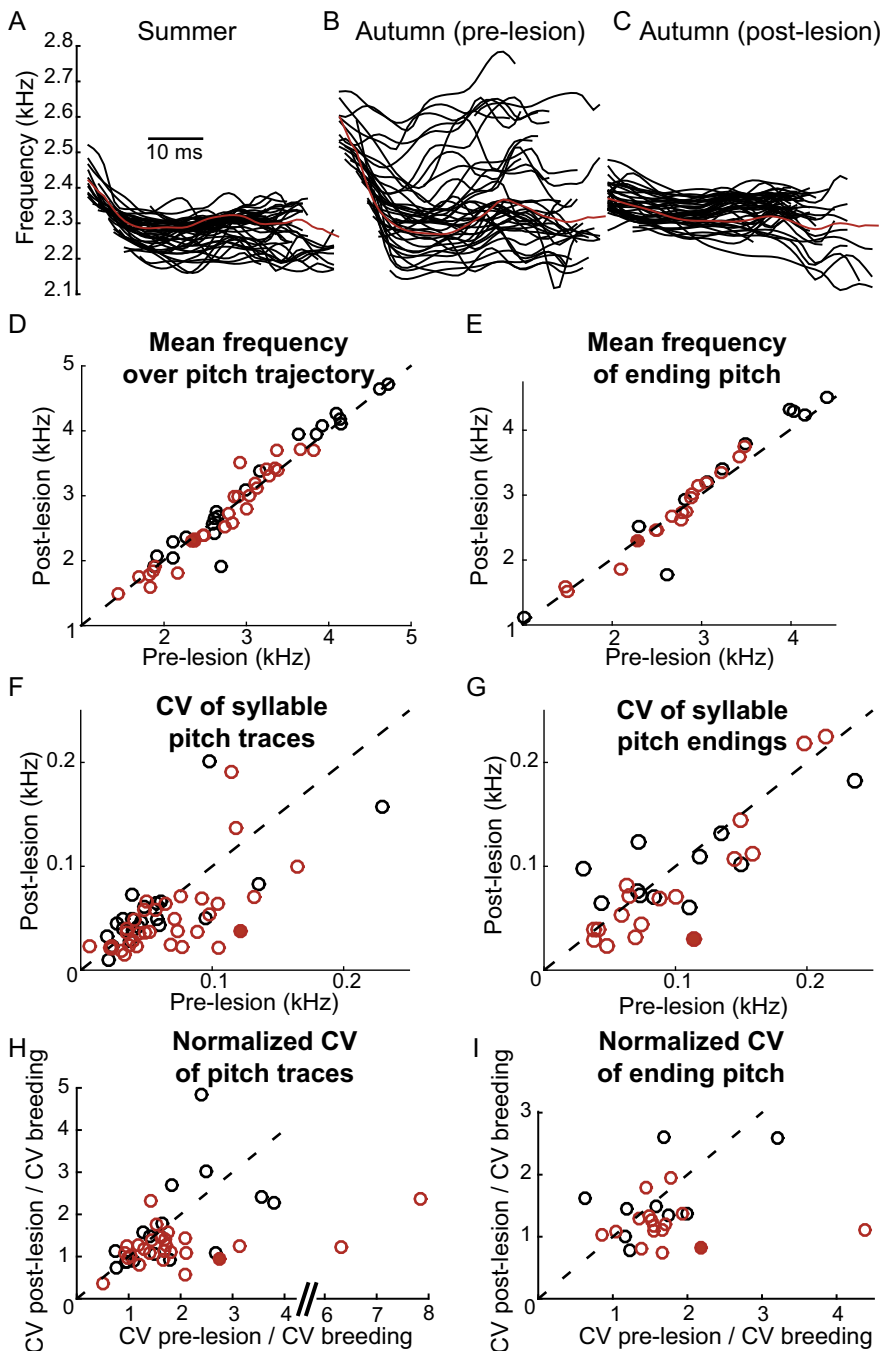 A
Summer
B
Autumn (pre-lesion)
C
Autumn (post-lesion)
Frequency (kHz)
2.8
2.7
2.6
2.5
2.4
2.3
2.2
2.1
10 ms
D
Mean frequency
over pitch trajectory
Post-lesion (kHz)
5
4
3
2
1
2
3
4
5
Pre-lesion (kHz)
E
Mean frequency
of ending pitch
Post-lesion (kHz)
4
3
2
1
2
3
4
Pre-lesion (kHz)
F
CV of syllable
pitch traces
Post-lesion (kHz)
0.2
0.1
0
0.1
0.2
Pre-lesion (kHz)
G
CV of syllable
pitch endings
Post-lesion (kHz)
0.2
0.1
0
0.1
0.2
Pre-lesion (kHz)
H
Normalized CV
of pitch traces
CV post-lesion / CV breeding
5
4
3
2
1
0
1
2
3
4
6
7
8
CV pre-lesion / CV breeding
I
Normalized CV
of ending pitch
CV post-lesion / CV breeding
3
2
1
0
1
2
3
4
CV pre-lesion / CV breeding